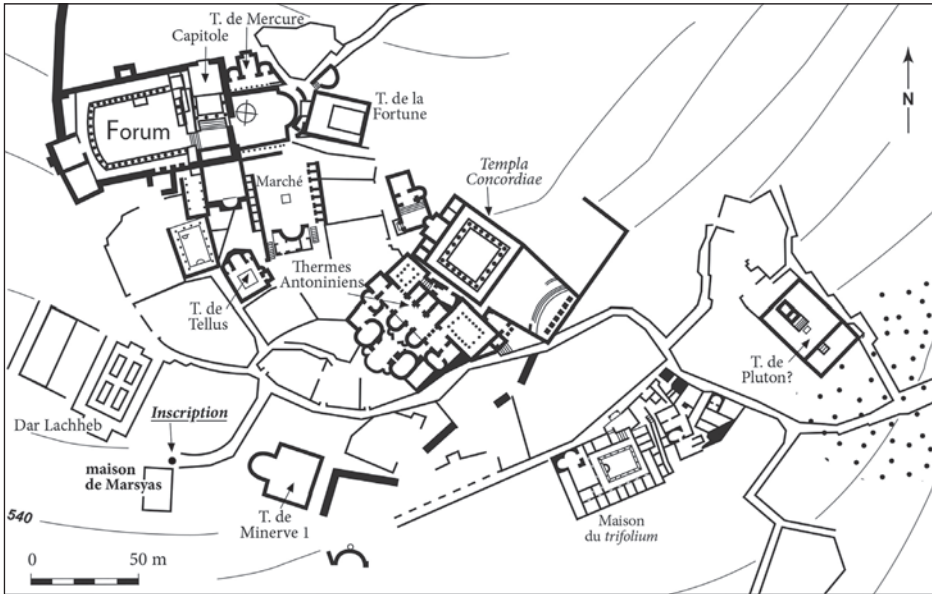 T. de Mercure
Capitole
Forum
T. de la
Fortune
N
Templa
Concordiae
Marché
Thermes
Antoniniens
T. de
Tellus
T. de
Pluton?
Dar Lachheb
Inscription
maison
de Marsyas
T. de
Minerve 1
Maison
du trifolium
540
0 50 m